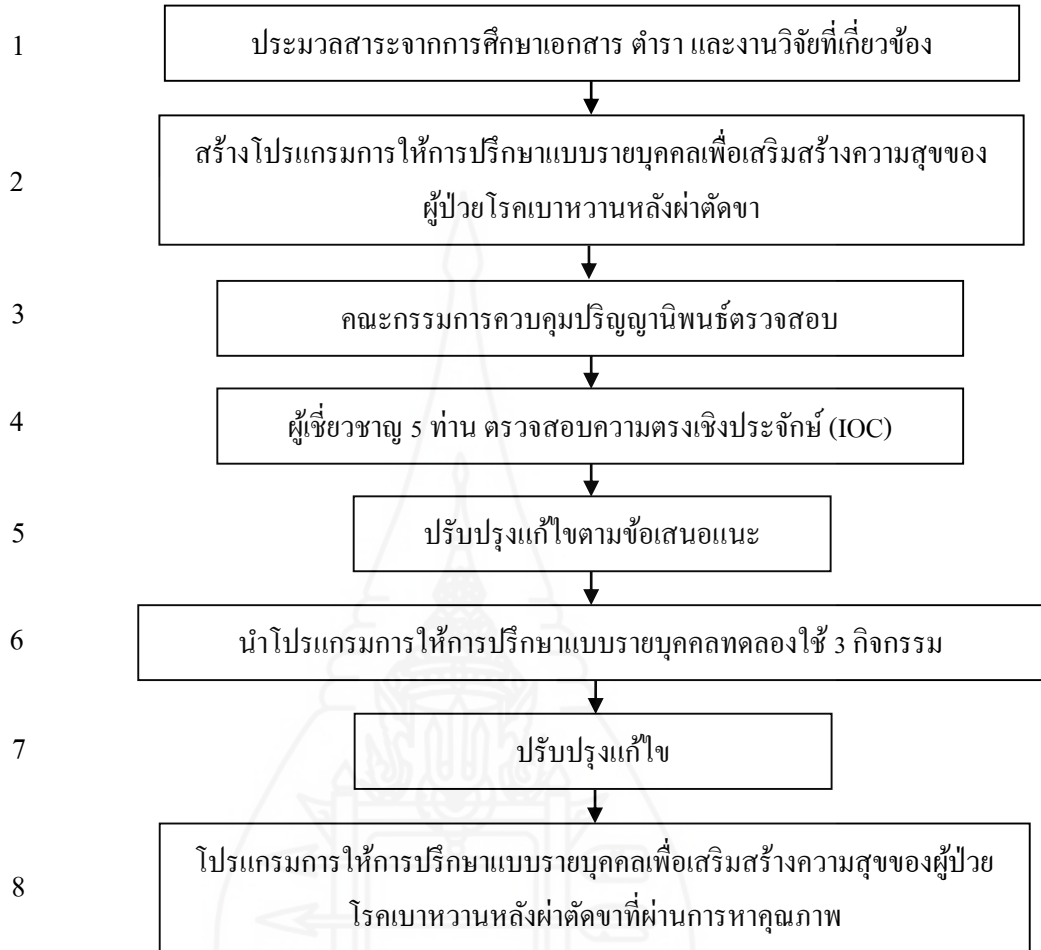 1
ประมวลสาระจากการศึกษาเอกสาร ตำรา และงานวิจัยที่เกี่ยวข้อง
2
สร้างโปรแกรมการให้การปรึกษาแบบรายบุคคลเพื่อเสริมสร้างความสุขของ
ผู้ป่วยโรคเบาหวานหลังผ่าตัดขา
3
คณะกรรมการควบคุมปริญญานิพนธ์ตรวจสอบ
4
ผู้เชี่ยวชาญ 5 ท่าน ตรวจสอบความตรงเชิงประจักษ์ (IOC)
5
ปรับปรุงแก้ไขตามข้อเสนอแนะ
6
นำโปรแกรมการให้การปรึกษาแบบรายบุคคลทดลองใช้ 3 กิจกรรม
7
ปรับปรุงแก้ไข
8
โปรแกรมการให้การปรึกษาแบบรายบุคคลเพื่อเสริมสร้างความสุขของผู้ป่วย
โรคเบาหวานหลังผ่าตัดขาที่ผ่านการหาคุณภาพ